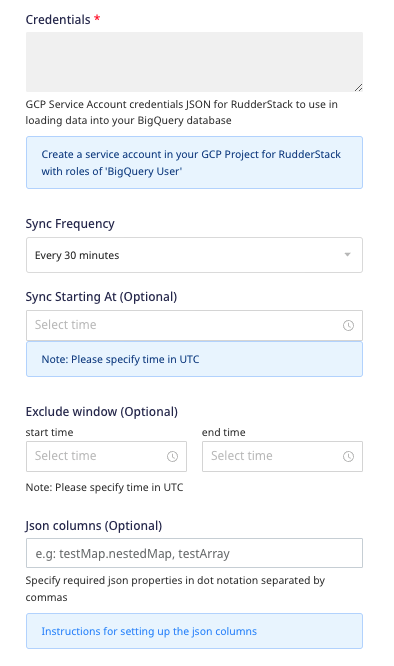 Credentials *
GCP Service Account credentials JSON for RudderStack to use in
loading data into your BigQuery database
Create a service account in your GCP Project for RudderStack
with roles of 'BigQuery User'
Sync Frequency
Every 30 minutes
Sync Starting At (Optional)
Select time
Note: Please specify time in UTC
Exclude window (Optional)
start time
end time
Select time
Select time
Note: Please specify time in UTC
Json columns (Optional)
e.g: testMap.nestedMap, testArray
Specify required json properties in dot notation separated by
commas
Instructions for setting up the json columns